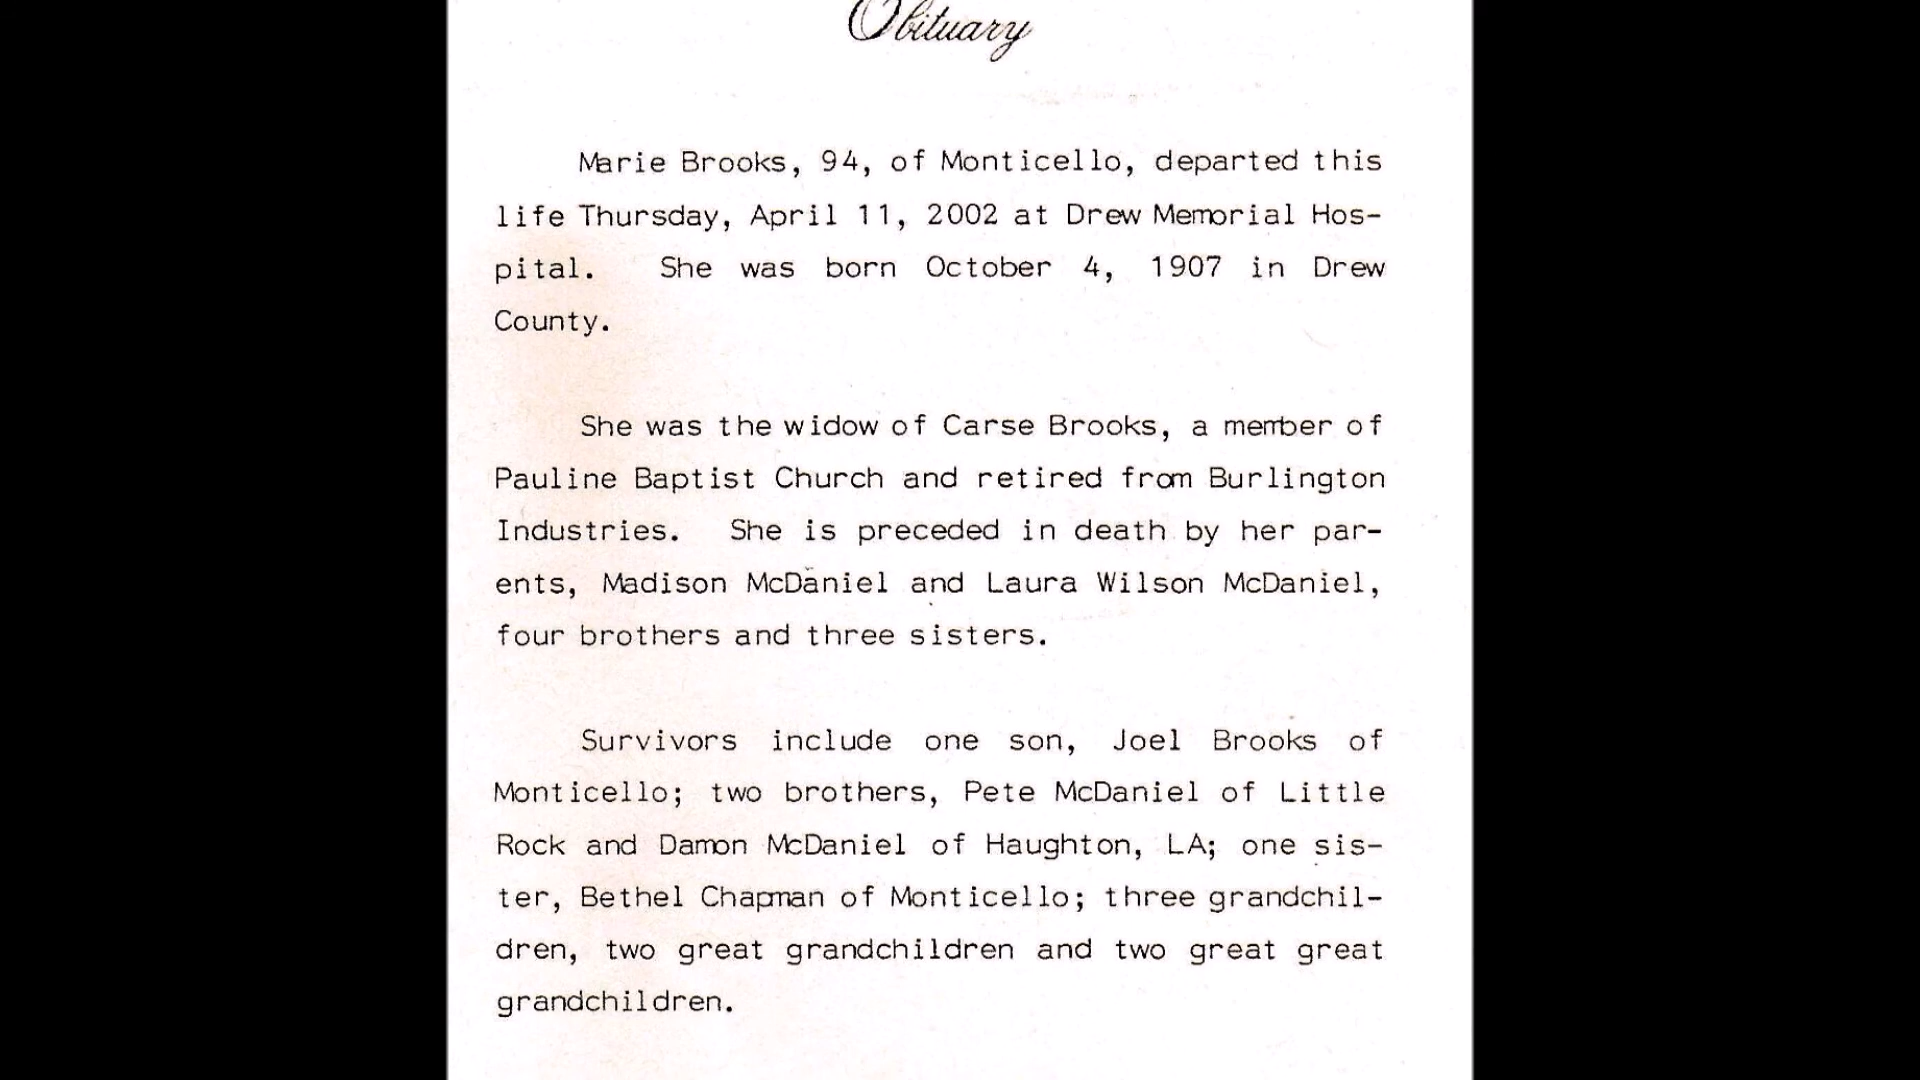 Obituary
Marie Brooks, 94, of Monticello, departed this
life Thursday, April 11, 2002 at Drew Memorial Hos-
pital. She was born October 4, 1907 in Drew
County.
She was the widow of Carse Brooks, a member of
Pauline Baptist Church and retired from Burlington
Industries. She is preceded in death by her par-
ents, Madison McDaniel and Laura Wilson McDaniel,
four brothers and three sisters.
Survivors include one son, Joel Brooks of
Monticello; two brothers, Pete McDaniel of Little
Rock and Damon McDaniel of Haughton, LA; one sis-
ter, Bethel Chapman of Monticello; three grandchil-
dren, two great grandchildren and two great great
grandchildren.